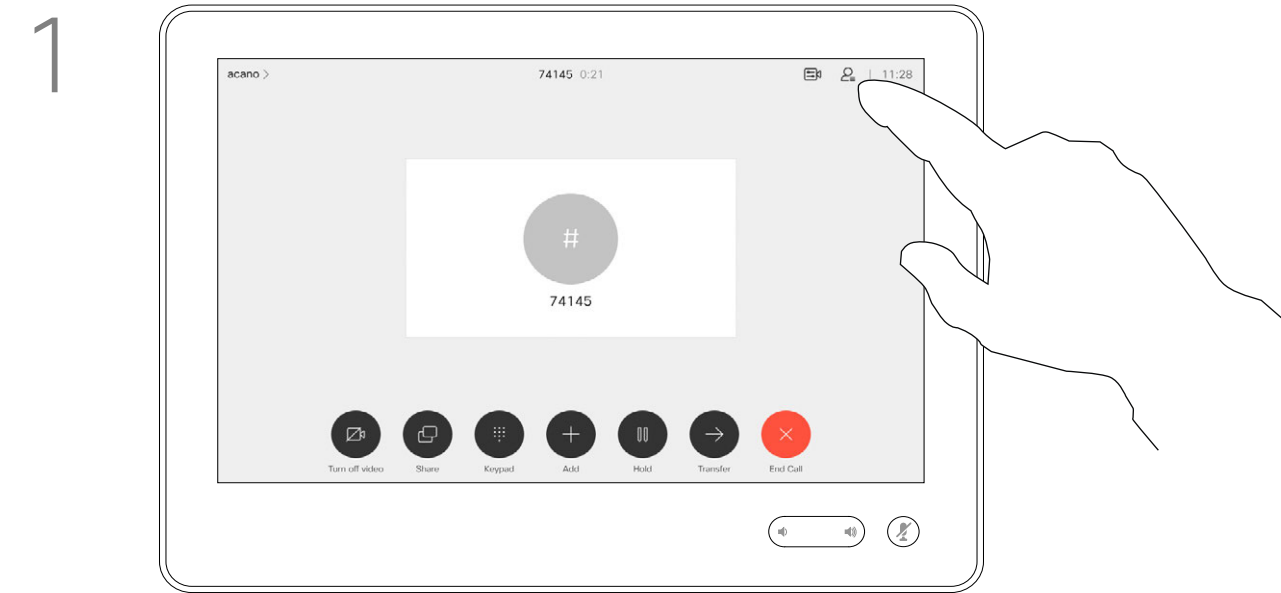 1
acano > 74145 0:21 | 11:28
#
74145
Turn off video Share Keypad Add Hold Transfer End Call